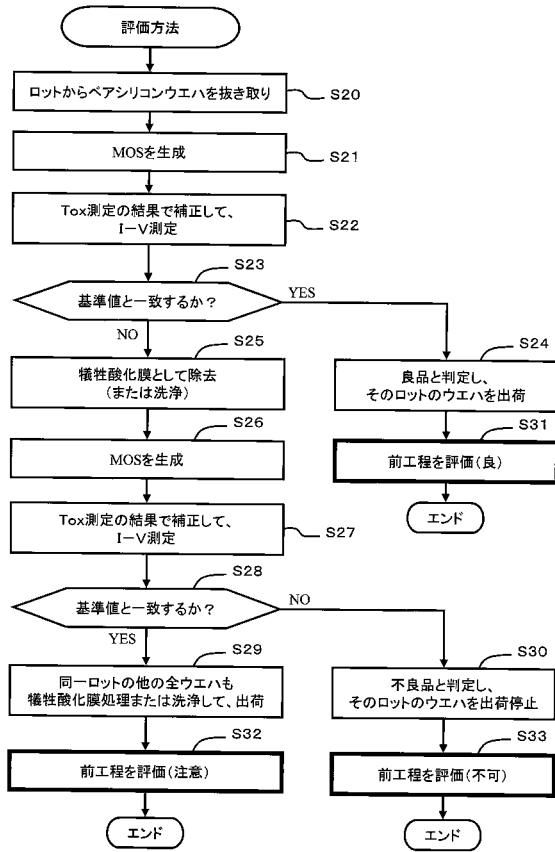 評価方法
ロットからベアシリコンウエハを抜き取り
S20
MOSを生成
S21
Tox測定の結果で補正して、
I－V測定
S22
S23
基準値と一致するか？
YES
NO
S25
犠牲酸化膜として除去
(または洗浄)
S24
良品と判定し、
そのロットのウエハを出荷
S26
MOSを生成
S31
前工程を評価(良)
エンド
Tox測定の結果で補正して、
I－V測定
S27
S28
基準値と一致するか？
NO
YES
S29
同一ロットの他の全ウエハも
犠牲酸化膜処理または洗浄して、出荷
S30
不良品と判定し、
そのロットのウエハを出荷停止
S32
前工程を評価(注意)
S33
前工程を評価(不可)
エンド
エンド